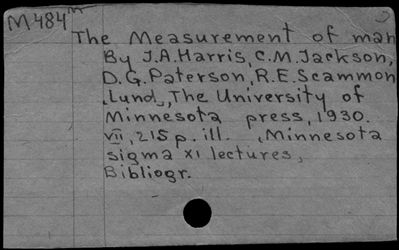 M484m
The Measurement of man
By J.A.Harris, C.M.Jackson,
D.G.Paterson, R.E.Scammon
,Lund,, The University of
Minnesota press, 1930.
VII, 215 p. ill. , Minnesota
sigma XI lectures,
Bibliogr.